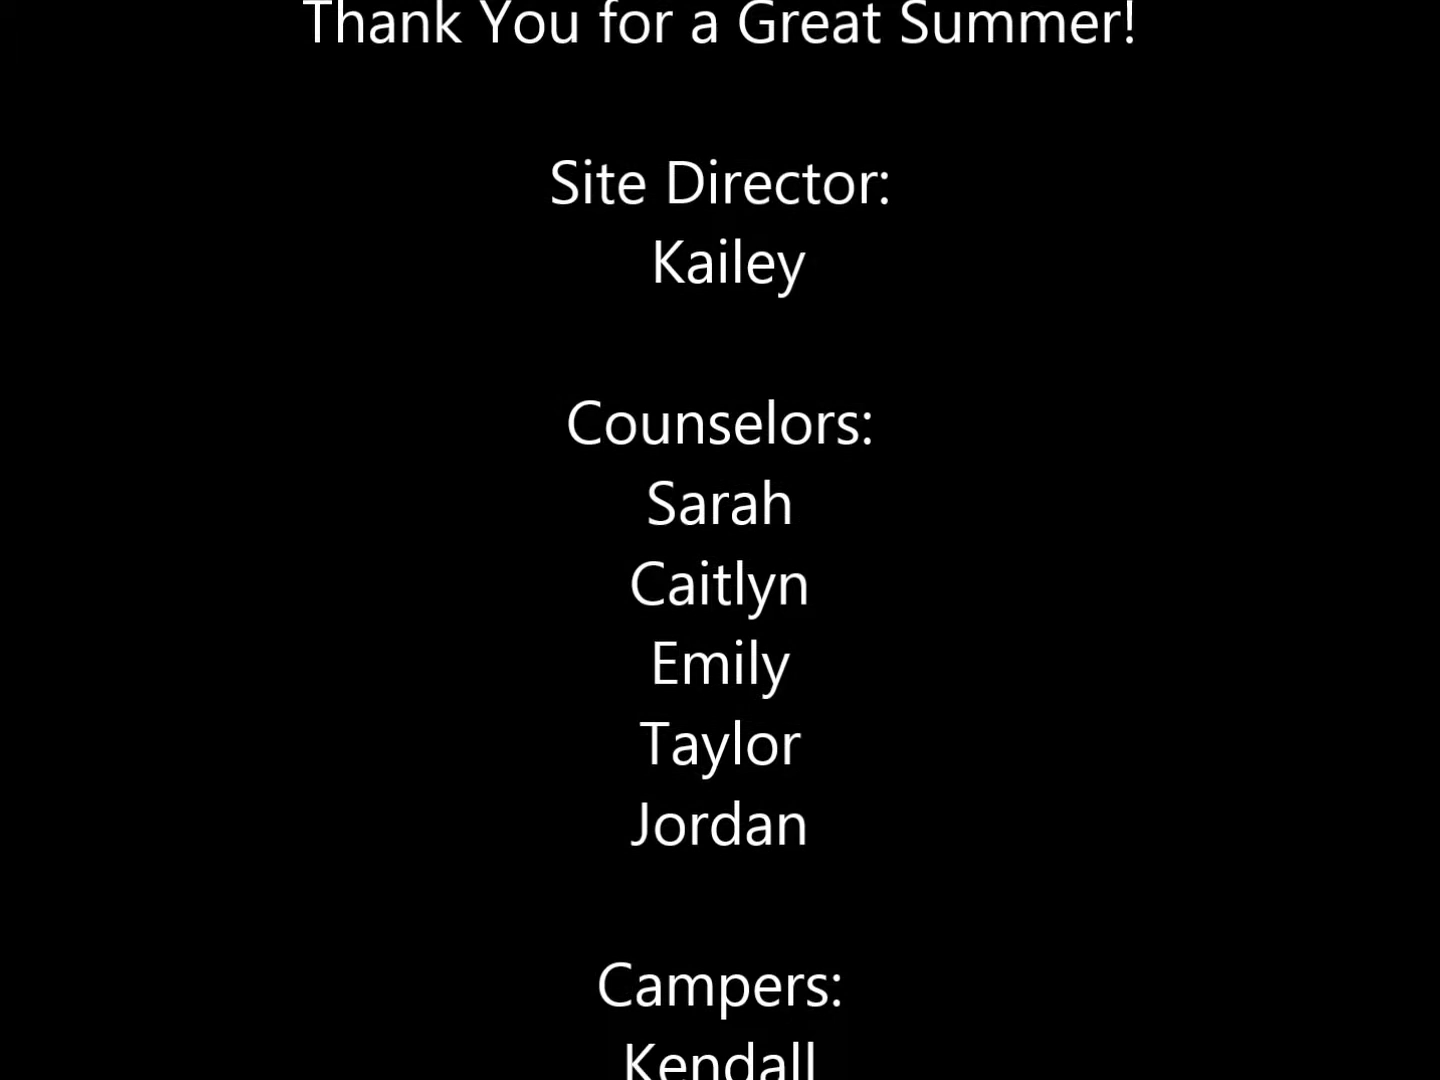 Thank You for a Great Summer!
Site Director:
Kailey
Counselors:
Sarah
Caitlyn
Emily
Taylor
Jordan
Campers:
Kendall